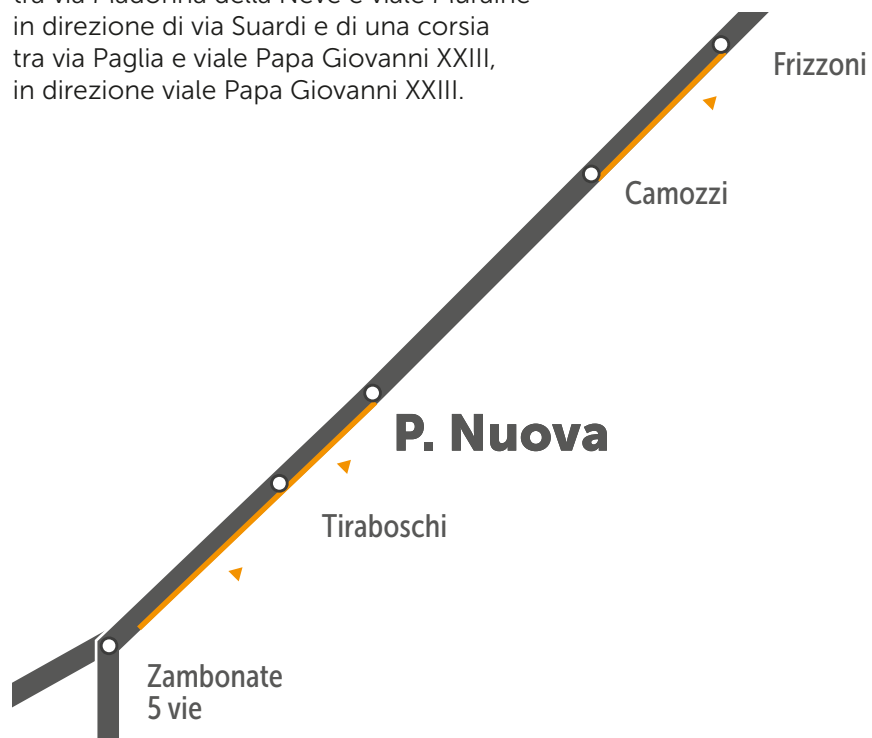 in direzione di via Suardi e di una corsia
tra via Paglia e viale Papa Giovanni XXIII,
in direzione viale Papa Giovanni XXIII.
Frizzoni
Camozzi
P. Nuova
Tiraboschi
Zambonate
5 vie